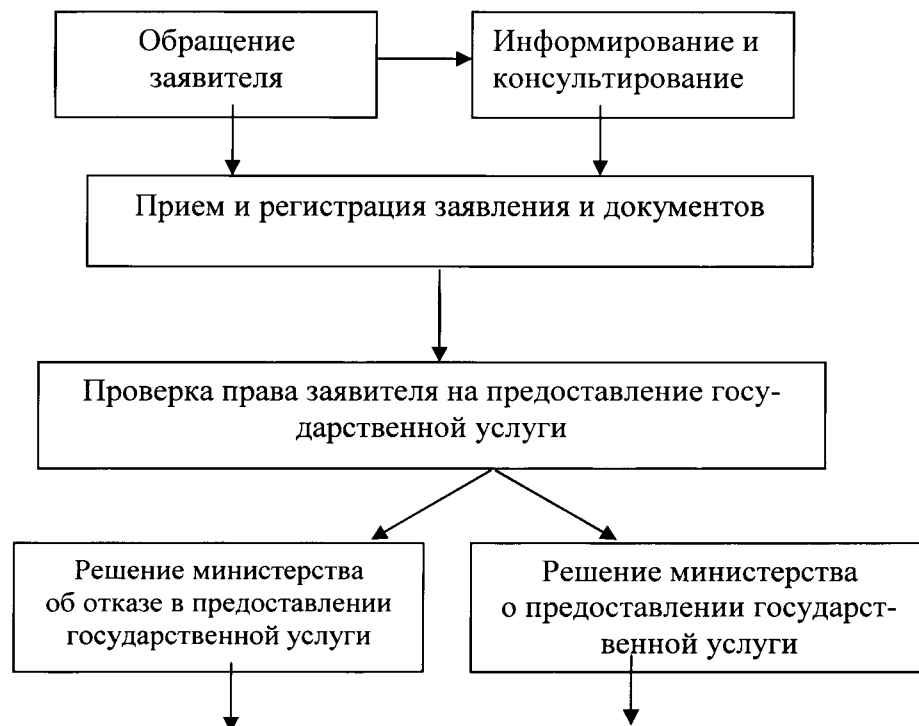 Обращение
заявителя
Информирование и
консультирование
Прием и регистрация заявления и документов
Проверка права заявителя на предоставление госу-
дарственной услуги
Решение министерства
об отказе в предоставлении
государственной услуги
Решение министерства
о предоставлении государст-
венной услуги